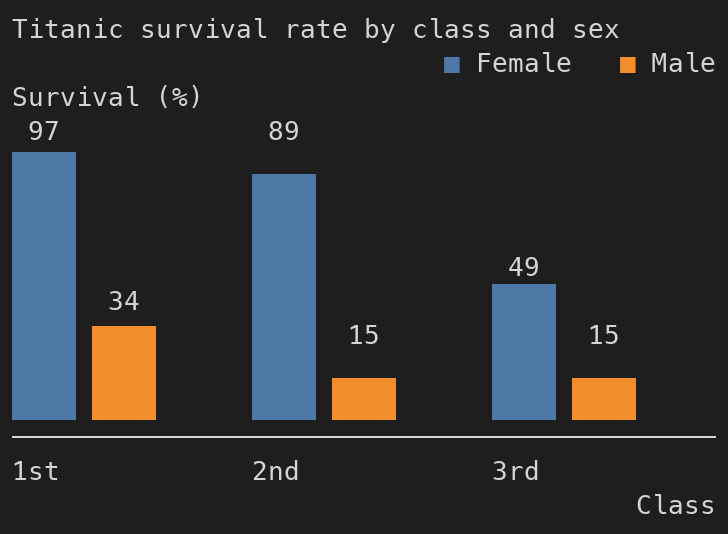 Titanic survival rate by class and sex
Female Male
Survival (%)
97 89
49
34
15 15
1st 2nd 3rd
Class